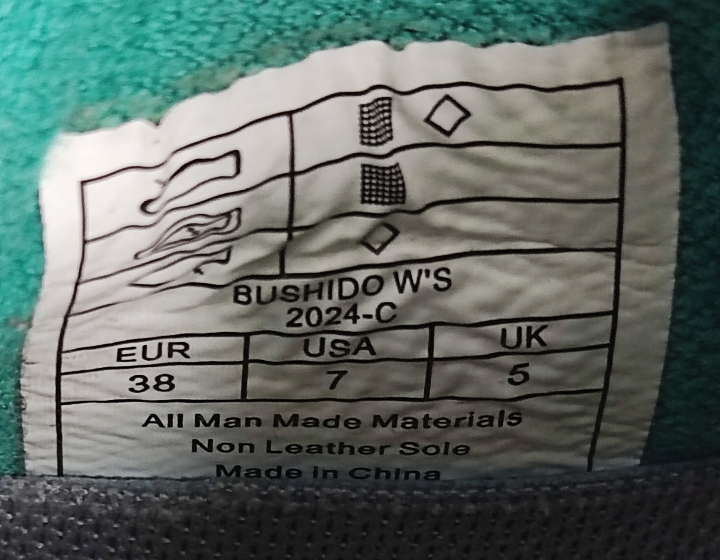 BUSHIDO W'S
2024-C
EUR USA UK
38 7 5
All Man Made Materials
Non Leather Sole
Made in China